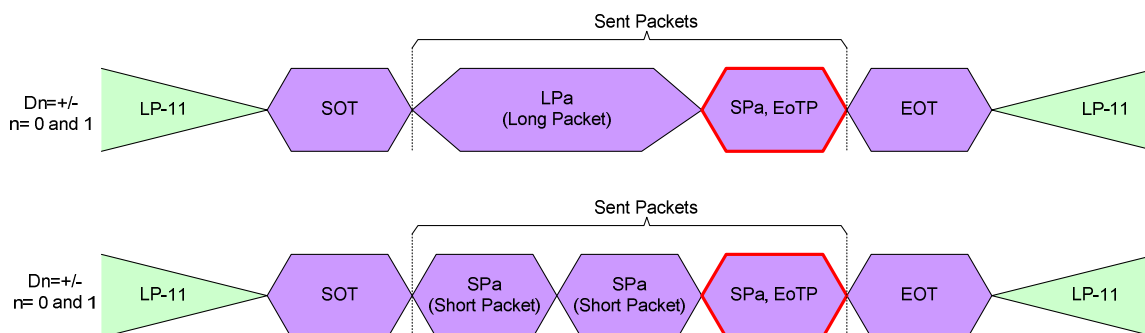 Sent Packets
Dn=+/-
n= 0 and 1
LP-11
SOT
LPa
(Long Packet)
SPa, EoTP
EOT
LP-11
Sent Packets
Dn=+/-
n= 0 and 1
LP-11
SOT
SPa
(Short Packet)
SPa
(Short Packet)
SPa, EoTP
EOT
LP-11